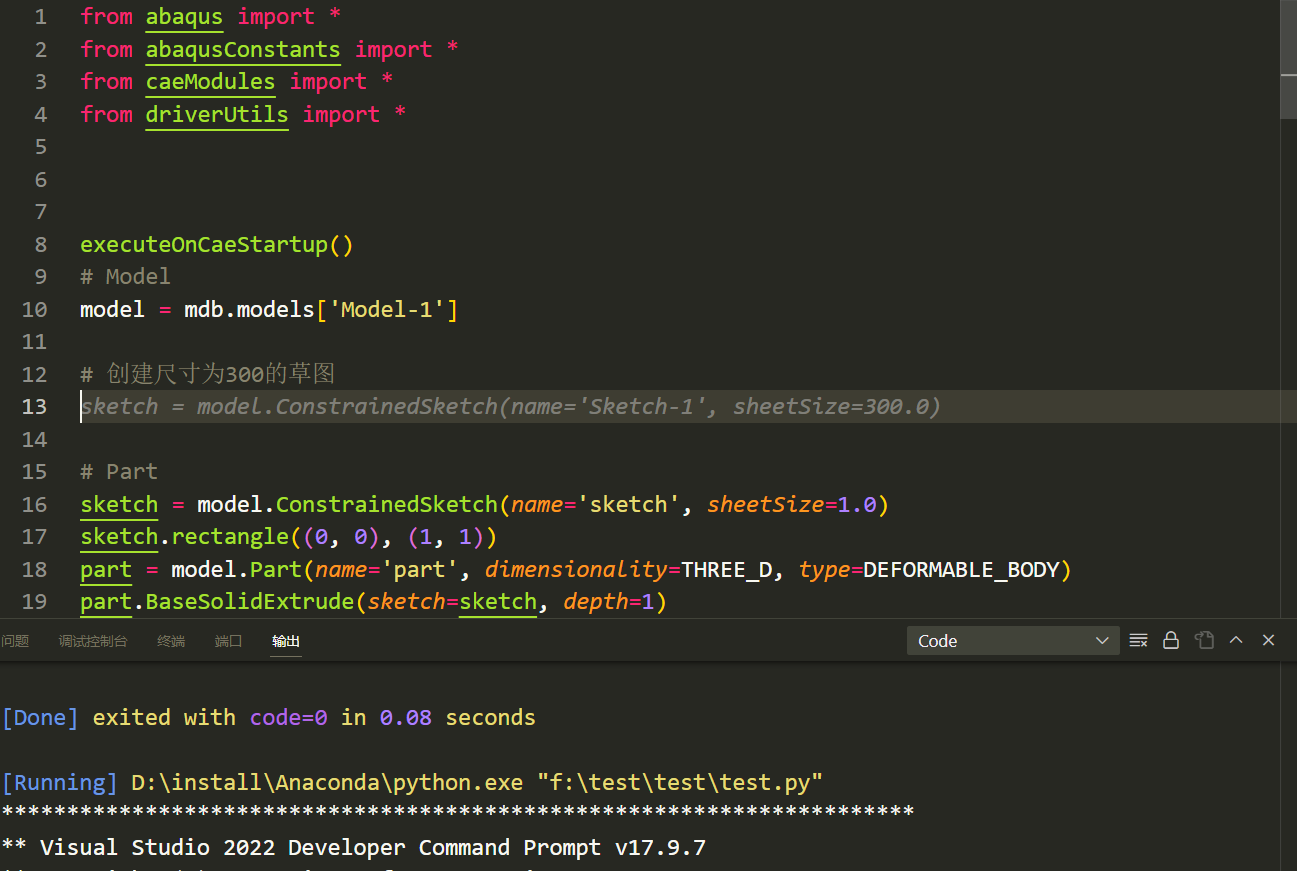 1 from abaqus import *
2 from abaqusConstants import *
3 from caeModules import *
4 from driverUtils import *
5
6
7
8 executeOnCaeStartup()
9 # Model
10 model = mdb.models['Model-1']
11
12 # 创建尺寸为300的草图
13 sketch = model.ConstrainedSketch(name='Sketch-1', sheetSize=300.0)
14
15 # Part
16 sketch = model.ConstrainedSketch(name='sketch', sheetSize=1.0)
17 sketch.rectangle((0, 0), (1, 1))
18 part = model.Part(name='part', dimensionality=THREE_D, type=DEFORMABLE_BODY)
19 part.BaseSolidExtrude(sketch=sketch, depth=1)
问题 调试控制台 终端 端口 输出 Code
[Done] exited with code=0 in 0.08 seconds
[Running] D:\install\Anaconda\python.exe "f:\test\test\test.py"
**********************************************************************
** Visual Studio 2022 Developer Command Prompt v17.9.7